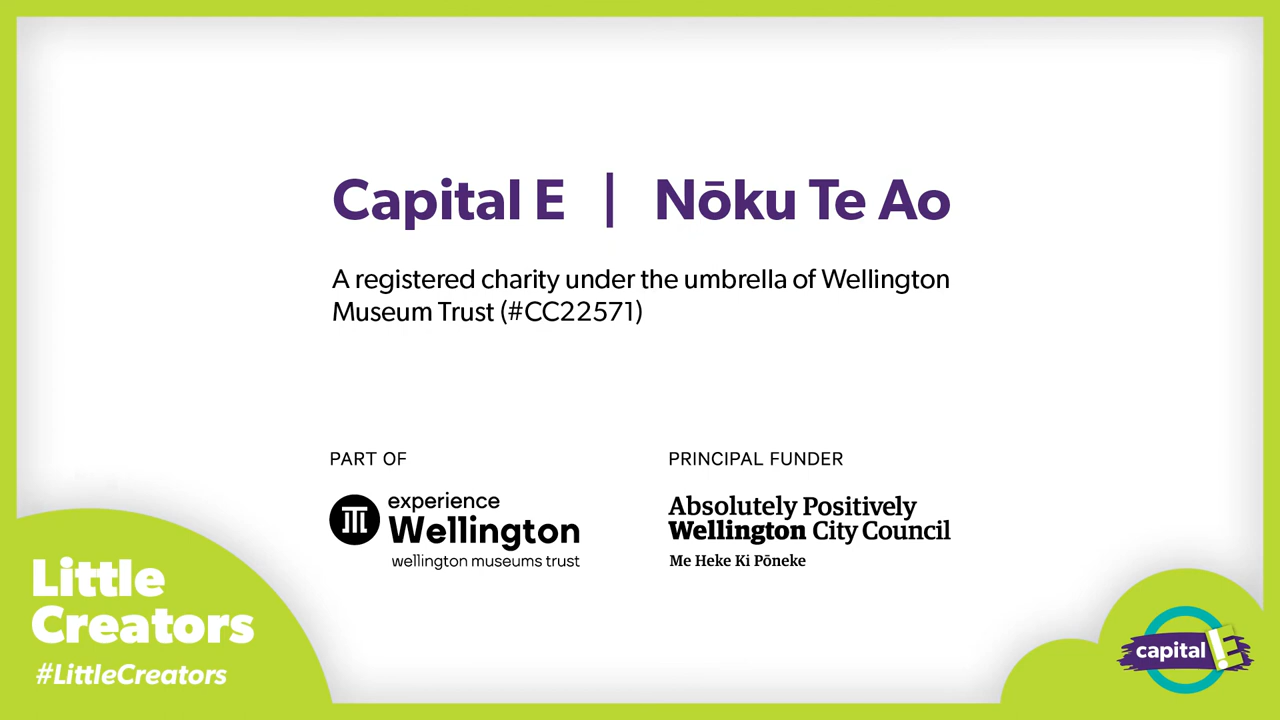 Capital E | Nōku Te Ao
A registered charity under the umbrella of Wellington
Museum Trust (#CC22571)
PART OF
experience
Wellington
wellington museums trust
PRINCIPAL FUNDER
Absolutely Positively
Wellington City Council
Me Heke Ki Pōneke
Little
Creators
#LittleCreators
capital E